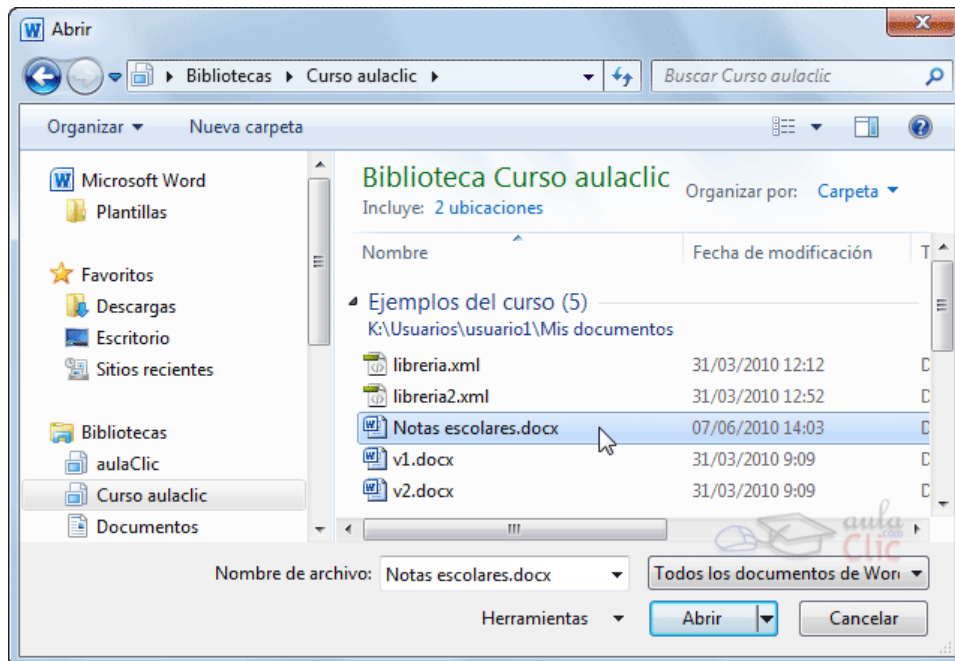 Abrir
Bibliotecas Curso aulaclic
Buscar Curso aulaclic
Organizar Nueva carpeta
Microsoft Word
Plantillas
Favoritos
Descargas
Escritorio
Sitios recientes
Bibliotecas
aulaClic
Curso aulaclic
Documentos
Biblioteca Curso aulaclic
Incluye: 2 ubicaciones
Organizar por: Carpeta
Nombre Fecha de modificación T
Ejemplos del curso (5)
K:\Usuarios\usuario1\Mis documentos
libreria.xml 31/03/2010 12:12 D
libreria2.xml 31/03/2010 12:52 D
Notas escolares.docx 07/06/2010 14:03 D
v1.docx 31/03/2010 9:09 D
v2.docx 31/03/2010 9:09 D
aula
.com
Clic
Nombre de archivo: Notas escolares.docx Todos los documentos de Wor
Herramientas Abrir Cancelar